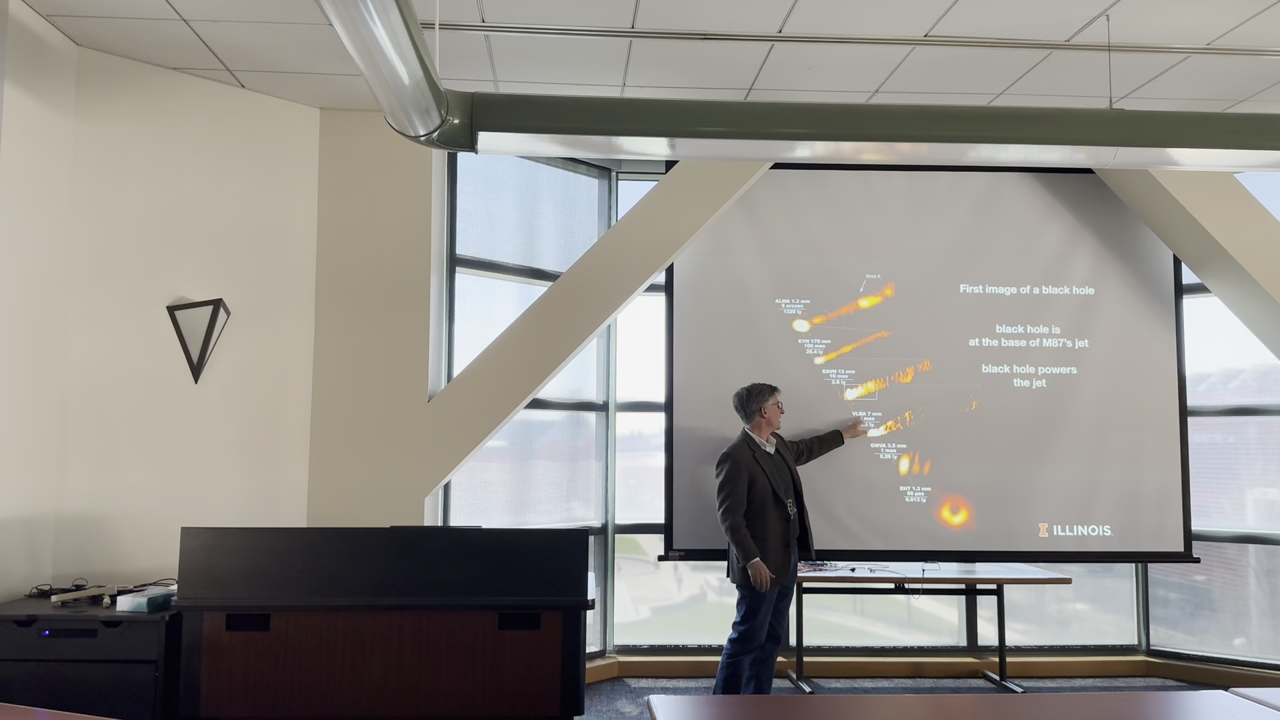 Knot A
ALMA 1.3 mm
1320 ly
EVN 170 mm
EAVN 13 mm
VLBA 7 mm
GMVA 3.5 mm
EHT 1.3 mm
First image of a black hole
black hole is
at the base of M87's jet
black hole powers
the jet
ILLINOIS